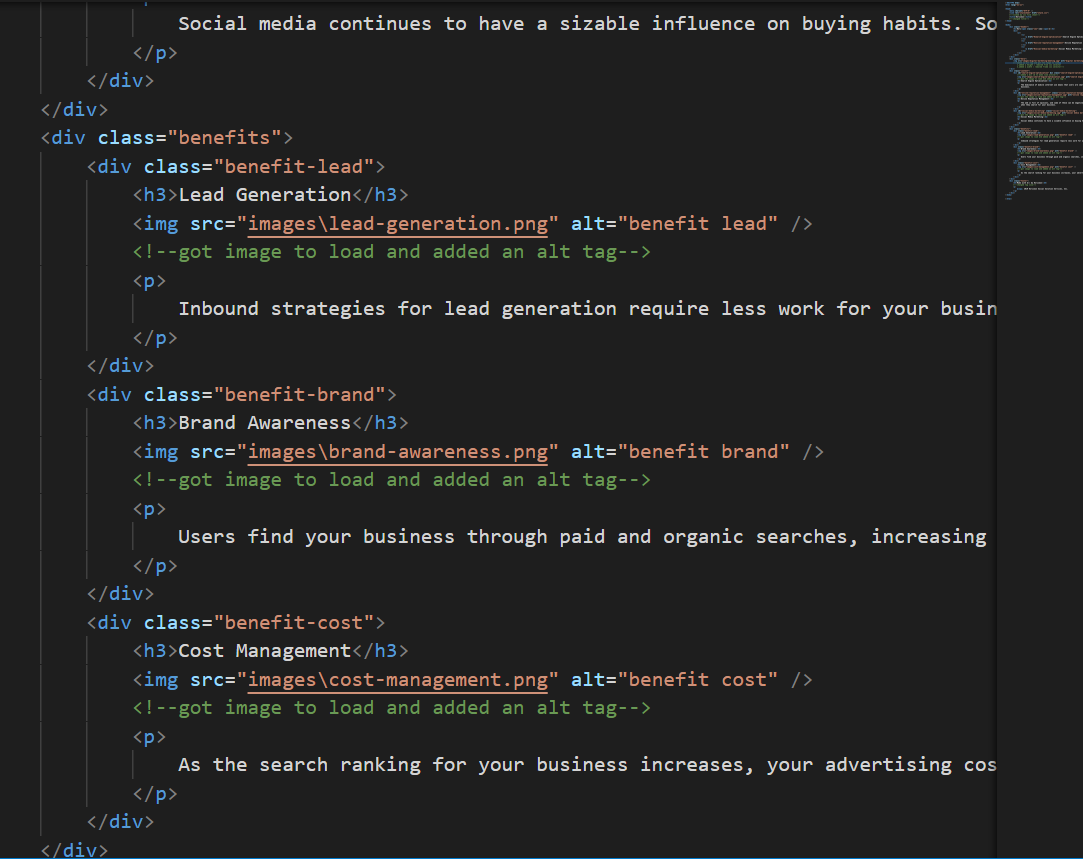 Social media continues to have a sizable influence on buying habits. So
</p>
</div>
</div>
<div class="benefits">
<div class="benefit-lead">
<h3>Lead Generation</h3>
<img src="images\lead-generation.png" alt="benefit lead" />
<!--got image to load and added an alt tag-->
<p>
Inbound strategies for lead generation require less work for your busin
</p>
</div>
<div class="benefit-brand">
<h3>Brand Awareness</h3>
<img src="images\brand-awareness.png" alt="benefit brand" />
<!--got image to load and added an alt tag-->
<p>
Users find your business through paid and organic searches, increasing
</p>
</div>
<div class="benefit-cost">
<h3>Cost Management</h3>
<img src="images\cost-management.png" alt="benefit cost" />
<!--got image to load and added an alt tag-->
<p>
As the search ranking for your business increases, your advertising cos
</p>
</div>
</div>